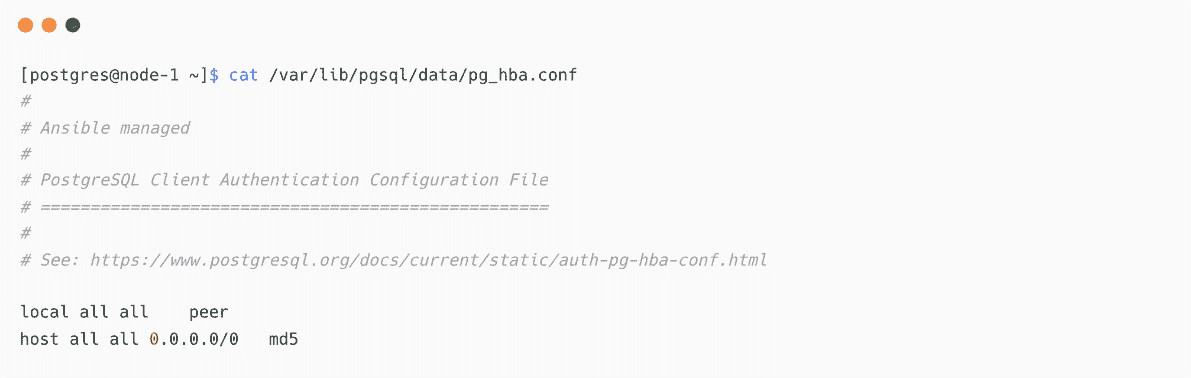 [postgres@node-1 ~]$ cat /var/lib/pgsql/data/pg_hba.conf
#
# Ansible managed
#
# PostgreSQL Client Authentication Configuration File
# ===================================================
#
# See: https://www.postgresql.org/docs/current/static/auth-pg-hba-conf.html
local all all    peer
host all all 0.0.0.0/0   md5